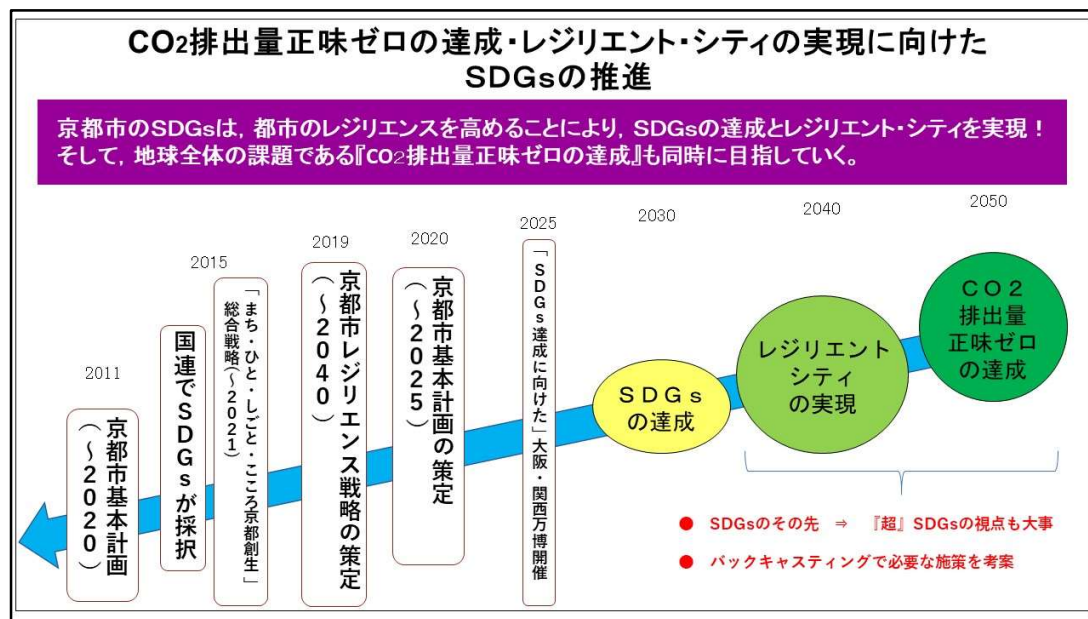 CO2排出量正味ゼロの達成・レジリエント・シティの実現に向けた
SDGsの推進
京都市のSDGsは，都市のレジリエンスを高めることにより，SDGsの達成とレジリエント・シティを実現！
そして，地球全体の課題である『CO2排出量正味ゼロの達成』も同時に目指していく。
2011
京都市基本計画
（～2020）
2015
国連でSDGsが採択
「まち・ひと・しごと・こころ京都創生」
総合戦略(～2021)
2019
京都市レジリエンス戦略の策定
（～2040）
2020
京都市基本計画の策定
（～2025）
2025
「SDGs達成に向けた」大阪・関西万博開催
2030
SDGs
の達成
2040
レジリエント
シティ
の実現
2050
CO2
排出量
正味ゼロ
の達成
● SDGsのその先 ⇒ 『超』SDGsの視点も大事
● バックキャスティングで必要な施策を考案